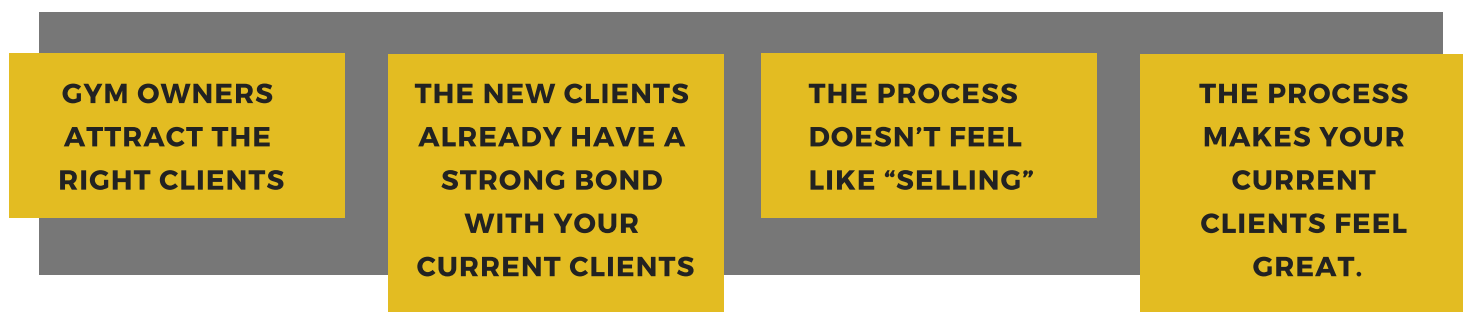 GYM OWNERS
ATTRACT THE
RIGHT CLIENTS
THE NEW CLIENTS
ALREADY HAVE A
STRONG BOND
WITH YOUR
CURRENT CLIENTS
THE PROCESS
DOESN’T FEEL
LIKE “SELLING”
THE PROCESS
MAKES YOUR
CURRENT
CLIENTS FEEL
GREAT.